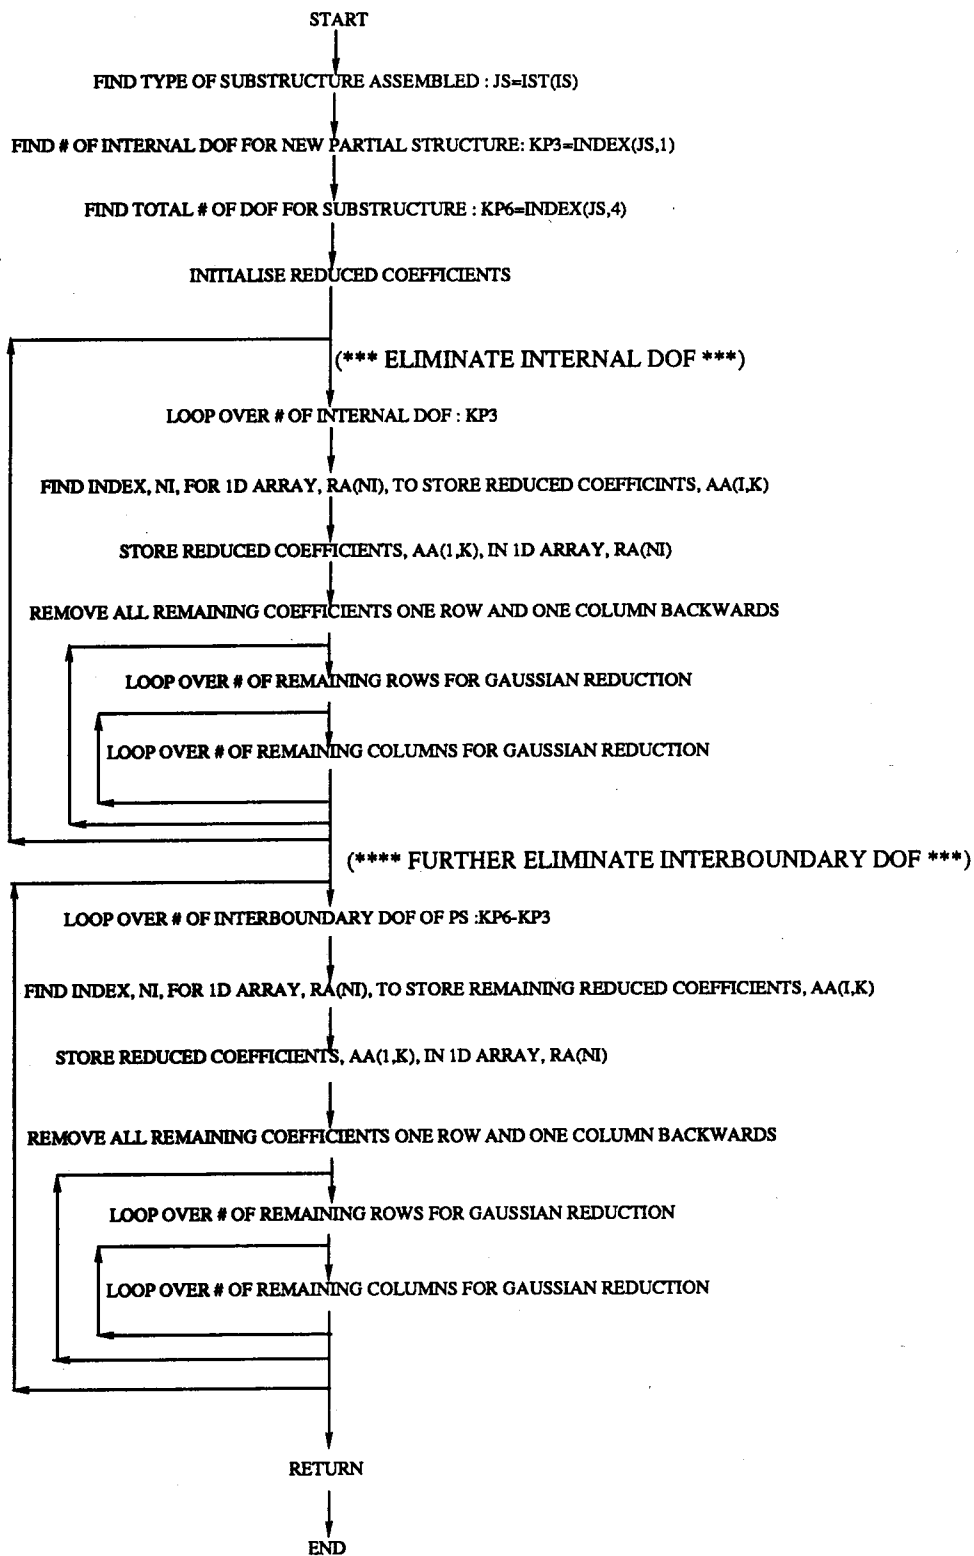 START
FIND TYPE OF SUBSTRUCTURE ASSEMBLED : JS=IST(IS)
FIND # OF INTERNAL DOF FOR NEW PARTIAL STRUCTURE: KP3=INDEX(JS,1)
FIND TOTAL # OF DOF FOR SUBSTRUCTURE : KP6=INDEX(JS,4)
INITIALISE REDUCED COEFFICIENTS
(*** ELIMINATE INTERNAL DOF ***)
LOOP OVER # OF INTERNAL DOF : KP3
FIND INDEX, NI, FOR 1D ARRAY, RA(NI), TO STORE REDUCED COEFFICINTS, AA(I,K)
STORE REDUCED COEFFICIENTS, AA(1,K), IN 1D ARRAY, RA(NI)
REMOVE ALL REMAINING COEFFICIENTS ONE ROW AND ONE COLUMN BACKWARDS
LOOP OVER # OF REMAINING ROWS FOR GAUSSIAN REDUCTION
LOOP OVER # OF REMAINING COLUMNS FOR GAUSSIAN REDUCTION
(**** FURTHER ELIMINATE INTERBOUNDARY DOF ***)
LOOP OVER # OF INTERBOUNDARY DOF OF PS :KP6-KP3
FIND INDEX, NI, FOR 1D ARRAY, RA(NI), TO STORE REMAINING REDUCED COEFFICIENTS, AA(I,K)
STORE REDUCED COEFFICIENTS, AA(1,K), IN 1D ARRAY, RA(NI)
REMOVE ALL REMAINING COEFFICIENTS ONE ROW AND ONE COLUMN BACKWARDS
LOOP OVER # OF REMAINING ROWS FOR GAUSSIAN REDUCTION
LOOP OVER # OF REMAINING COLUMNS FOR GAUSSIAN REDUCTION
RETURN
END